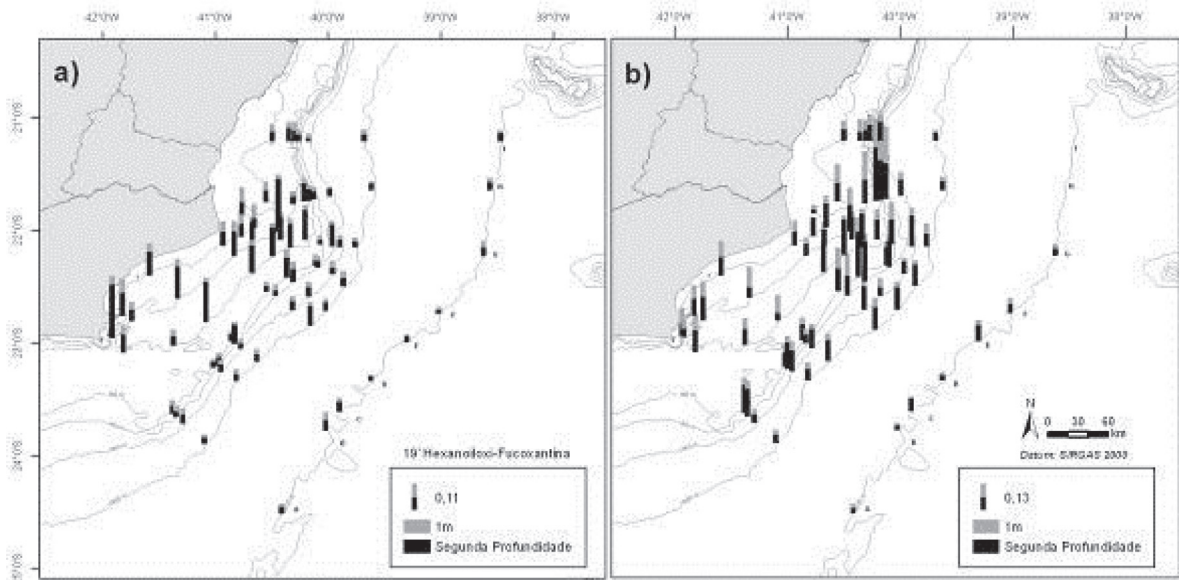 42°0'W 41°0'W 40°0'W 39°0'W 38°0'W
42°0'W 41°0'W 40°0'W 39°0'W 38°0'W
a)
b)
21°0'S
22°0'S
23°0'S
24°0'S
25°0'S
19' Hexanoiloxi-Fucoxantina
0,11
1m
Segunda Profundidade
N
0 30 60
km
Datum: SIRGAS 2000
0,13
1m
Segunda Profundidade